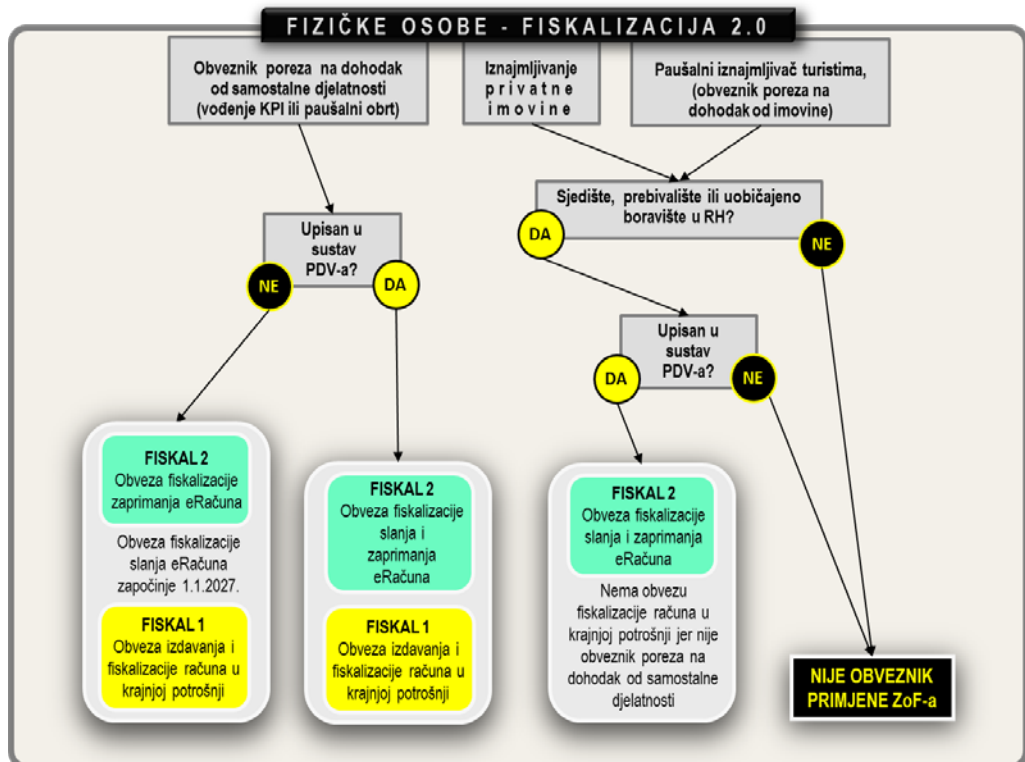 FIZIČKE OSOBE - FISKALIZACIJA 2.0
Obveznik poreza na dohodak
od samostalne djelatnosti
(vođenje KPI ili paušalni obrt)
Iznajmljivanje
privatne
imovine
Paušalni iznajmljivač turistima,
(obveznik poreza na
dohodak od imovine)
Sjedište, prebivalište ili uobičajeno
boravište u RH?
DA
NE
Upisan u
sustav
PDV-a?
NE
DA
Upisan u
sustav
PDV-a?
DA
NE
FISKAL 2
Obveza fiskalizacije
zaprimanja eRačuna
Obveza fiskalizacije
slanja eRačuna
započinje 1.1.2027.
FISKAL 1
Obveza izdavanja i
fiskalizacije računa u
krajnjoj potrošnji
FISKAL 2
Obveza fiskalizacije
slanja i
zaprimanja
eRačuna
FISKAL 1
Obveza izdavanja i
fiskalizacije računa u
krajnjoj potrošnji
FISKAL 2
Obveza fiskalizacije
slanja i zaprimanja
eRačuna
Nema obvezu
fiskalizacije računa u
krajnjoj potrošnji jer nije
obveznik poreza na
dohodak od samostalne
djelatnosti
NIJE OBVEZNIK
PRIMJENE ZoF-a